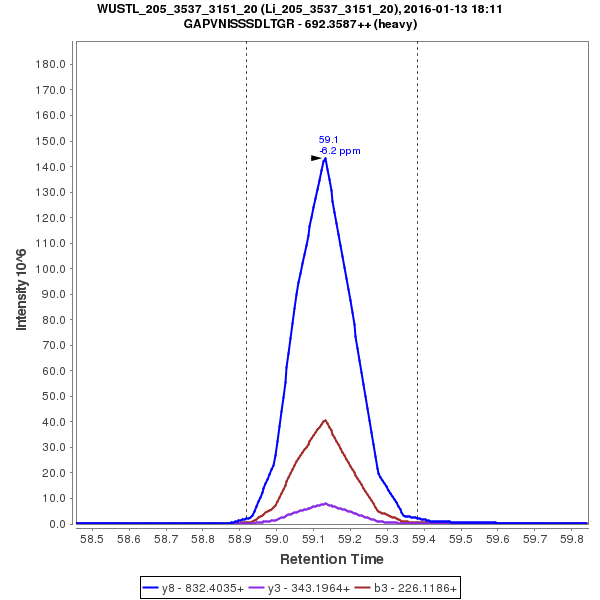 WUSTL_205_3537_3151_20 (Li_205_3537_3151_20), 2016-01-13 18:11
GAPVNISSSDLTGR - 692.3587++ (heavy)
180.0
170.0
160.0
150.0
140.0
130.0
120.0
110.0
100.0
90.0
80.0
70.0
60.0
50.0
40.0
30.0
20.0
10.0
0.0
Intensity 10^6
59.1
-6.2 ppm
58.5 58.6 58.7 58.8 58.9 59.0 59.1 59.2 59.3 59.4 59.5 59.6 59.7 59.8
Retention Time
y8 - 832.4035+ y3 - 343.1964+ b3 - 226.1186+